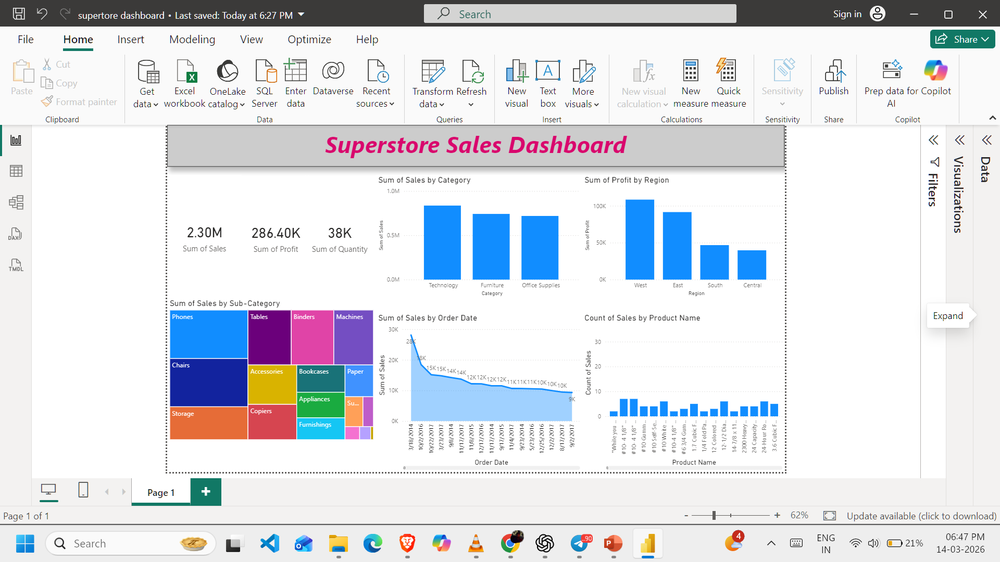 supertore dashboard • Last saved: Today at 6:27 PM
Search
Sign in
File
Home
Insert
Modeling
View
Optimize
Help
Share
Paste
Cut
Copy
Format painter
Clipboard
Get data
Excel workbook
OneLake catalog
SQL Server
Enter data
Dataverse
Recent sources
Data
Transform data
Refresh
Queries
New visual
Text box
More visuals
Insert
New visual calculation
New measure
Quick measure
Calculations
Sensitivity
Sensitivity
Publish
Share
Prep data for AI
Copilot
Copilot
DAX
TMDL
Superstore Sales Dashboard
2.30M
Sum of Sales
286.40K
Sum of Profit
38K
Sum of Quantity
Sum of Sales by Category
Sum of Sales
1.0M
0.5M
0.0M
Technology
Furniture
Office Supplies
Category
Sum of Profit by Region
Sum of Profit
100K
50K
0K
West
East
South
Central
Region
Sum of Sales by Sub-Category
Phones
Chairs
Storage
Tables
Binders
Machines
Accessories
Copiers
Bookcases
Appliances
Furnishings
Paper
Su...
Sum of Sales by Order Date
Sum of Sales
30K
20K
10K
0K
28K
18K
15K
15K
14K
14K
12K
12K
12K
12K
11K
11K
11K
10K
10K
10K
9K
3/18/2014
10/2/2016
10/22/2017
3/23/2017
9/8/2014
11/17/2017
11/8/2015
12/17/2016
11/17/2014
9/17/2015
11/4/2017
9/23/2014
5/23/2016
12/25/2016
12/2/2017
8/17/2017
9/2/2017
Order Date
Count of Sales by Product Name
Count of Sales
30
20
10
0
"While you ...
#10- 4 1/8" ...
#10- 4 1/8" ...
#10 Gumm...
#10 Self-Se...
#10 White ...
#10-4 1/8" ...
#6 3/4 Gum...
1.7 Cubic F...
1/4 Fold Pa...
12 Colored ...
12-1/2 Dia...
14-7/8 x 11...
2300 Heavy...
24 Capacity...
24-Hour Ro...
3.6 Cubic F...
Product Name
Filters
Visualizations
Data
Expand
Page 1
Page 1 of 1
62%
Update available (click to download)
Search
..90
4
ENG
IN
21%
06:47 PM
14-03-2026